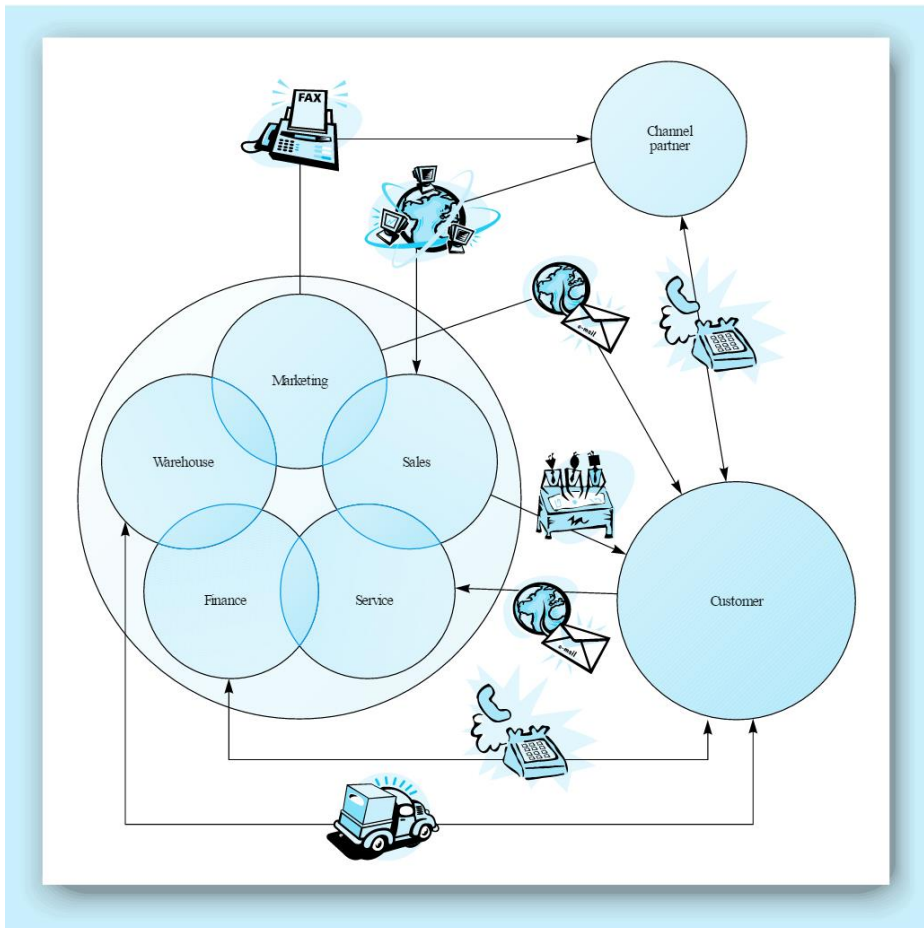 FAX
Channel
partner
e-mail
Marketing
Warehouse
Sales
Finance
Service
Customer
e-mail